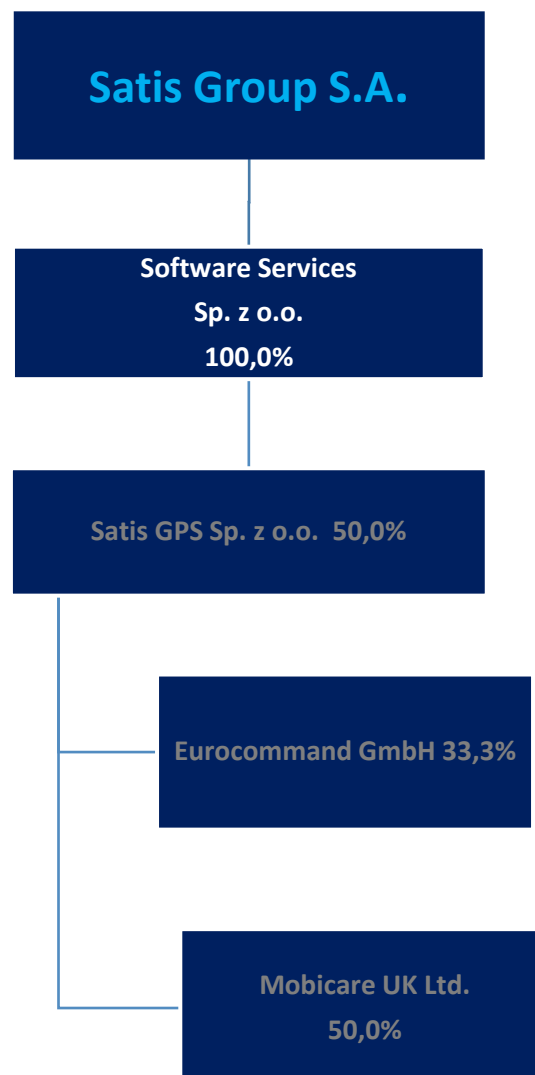 Satis Group S.A.
Software Services
Sp. z o.o.
100,0%
Satis GPS Sp. z o.o. 50,0%
Eurocommand GmbH 33,3%
Mobicare UK Ltd.
50,0%